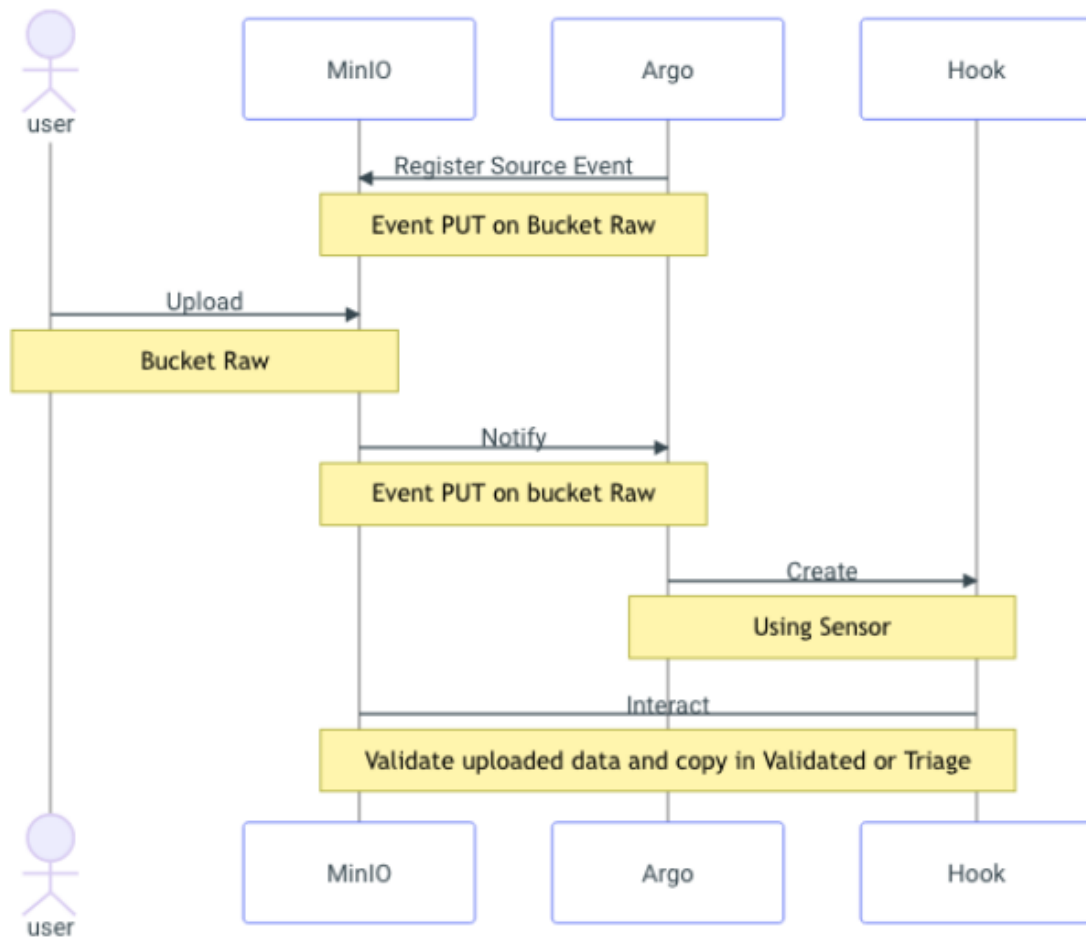 MinIO
Argo
Hook
user
Register Source Event
Event PUT on Bucket Raw
Upload
Bucket Raw
Notify
Event PUT on bucket Raw
Create
Using Sensor
Interact
Validate uploaded data and copy in Validated or Triage
MinIO
Argo
Hook
user